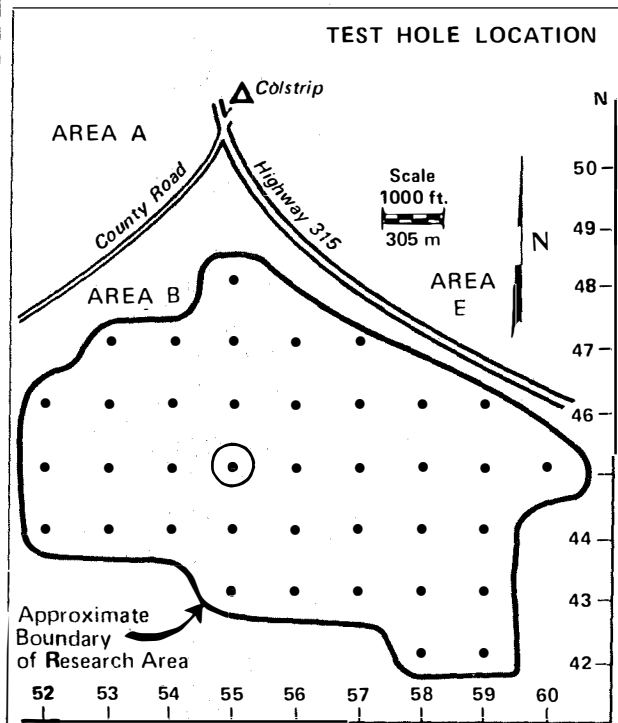 TEST HOLE LOCATION
Colstrip
N
AREA A
County Road
Highway 315
Scale
1000 ft.
305 m
N
AREA B
AREA
E
50
49
48
47
46
45
44
43
42
Approximate
Boundary
of Research Area
52 53 54 55 56 57 58 59 60